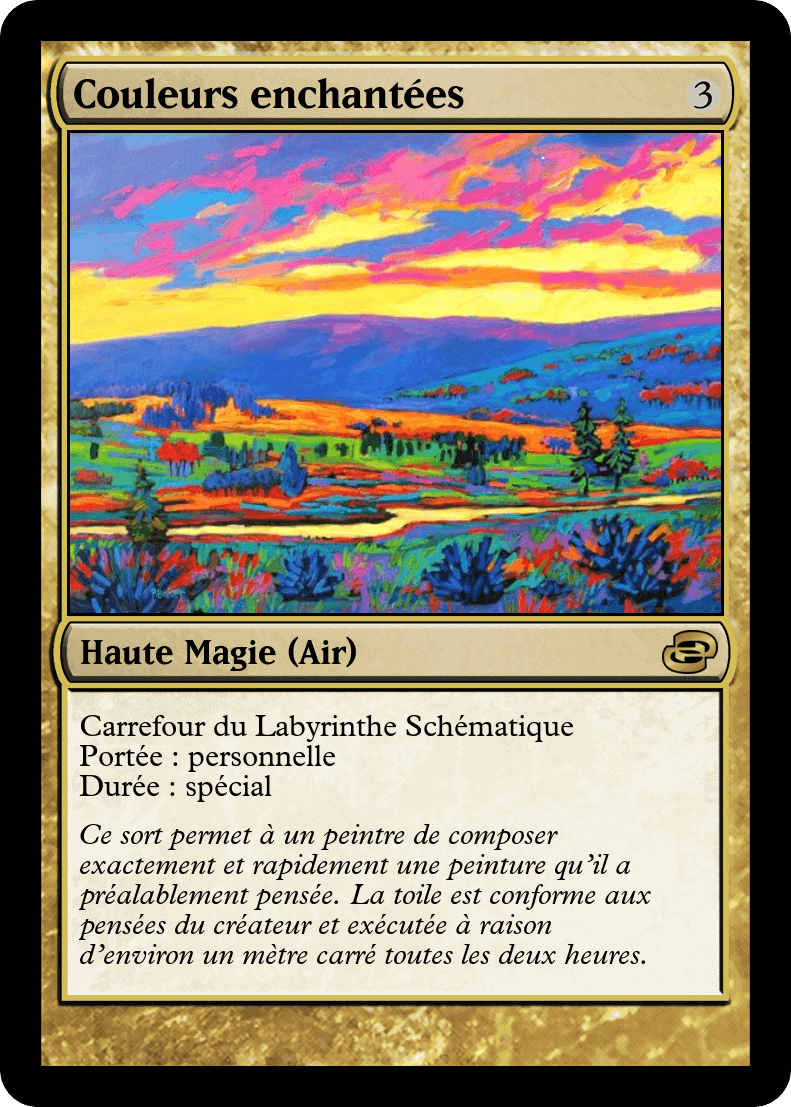 Couleurs enchantées
3
Haute Magie (Air)
Carrefour du Labyrinthe Schématique
Portée : personnelle
Durée : spécial
Ce sort permet à un peintre de composer
exactement et rapidement une peinture qu'il a
préalablement pensée. La toile est conforme aux
pensées du créateur et exécutée à raison
d'environ un mètre carré toutes les deux heures.